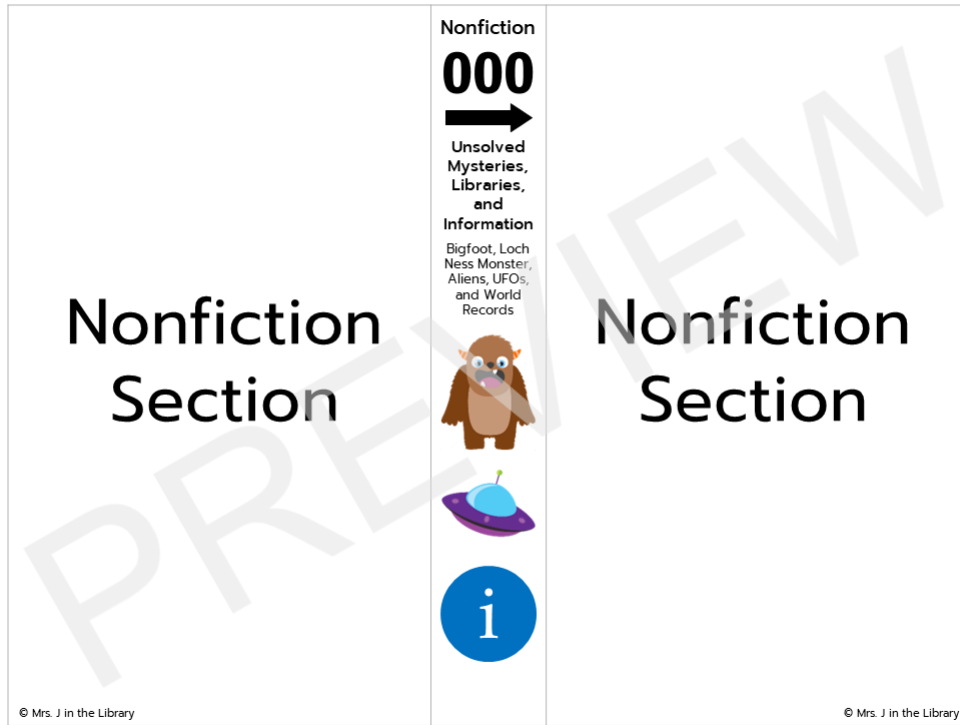 Nonfiction
Section
© Mrs. J in the Library
Nonfiction
000
Unsolved
Mysteries,
Libraries,
and
Information
Bigfoot, Loch
Ness Monster,
Aliens, UFOs,
and World
Records
i
Nonfiction
Section
© Mrs. J in the Library
PREVIEW